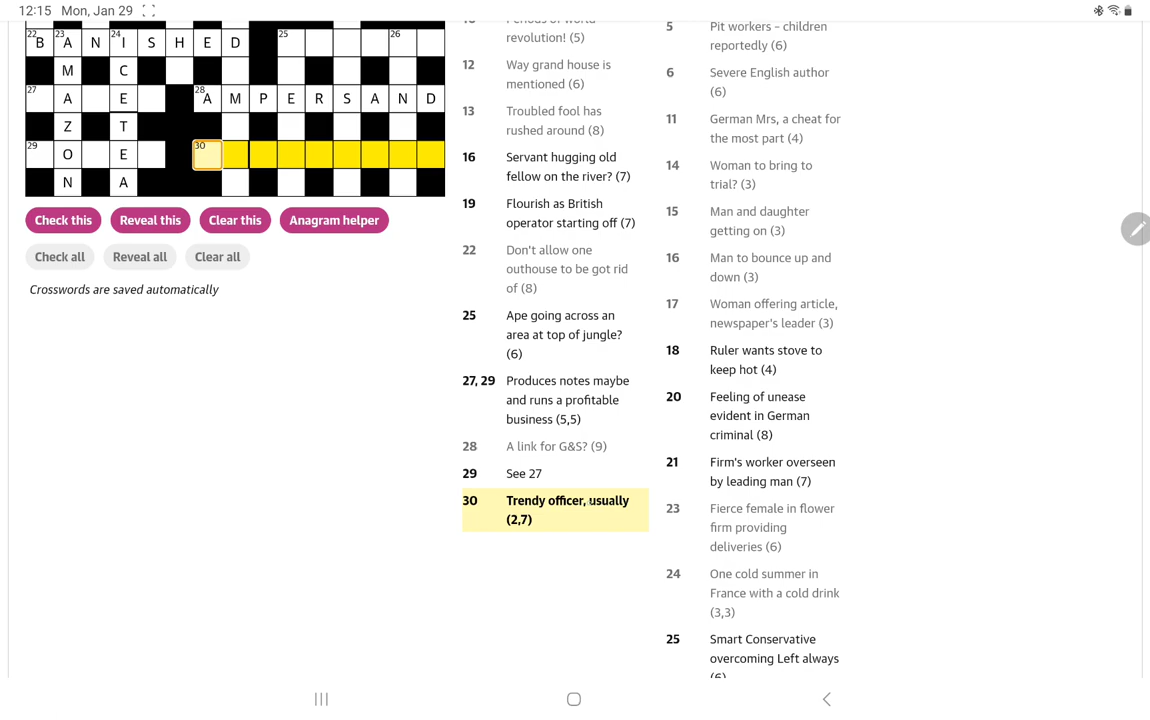 12:15 Mon, Jan 29
22 B 23 A N 24 I S H E D 25 26
M C
27 A E 28 A M P E R S A N D
Z T
29 O E 30
N A
Check this Reveal this Clear this Anagram helper
Check all Reveal all Clear all
Crosswords are saved automatically
revolution! (5)
12 Way grand house is
mentioned (6)
13 Troubled fool has
rushed around (8)
16 Servant hugging old
fellow on the river? (7)
19 Flourish as British
operator starting off (7)
22 Don't allow one
outhouse to be got rid
of (8)
25 Ape going across an
area at top of jungle?
(6)
27, 29 Produces notes maybe
and runs a profitable
business (5,5)
28 A link for G&S? (9)
29 See 27
30 Trendy officer, usually
(2,7)
5 Pit workers – children
reportedly (6)
6 Severe English author
(6)
11 German Mrs, a cheat for
the most part (4)
14 Woman to bring to
trial? (3)
15 Man and daughter
getting on (3)
16 Man to bounce up and
down (3)
17 Woman offering article,
newspaper's leader (3)
18 Ruler wants stove to
keep hot (4)
20 Feeling of unease
evident in German
criminal (8)
21 Firm's worker overseen
by leading man (7)
23 Fierce female in flower
firm providing
deliveries (6)
24 One cold summer in
France with a cold drink
(3,3)
25 Smart Conservative
overcoming Left always